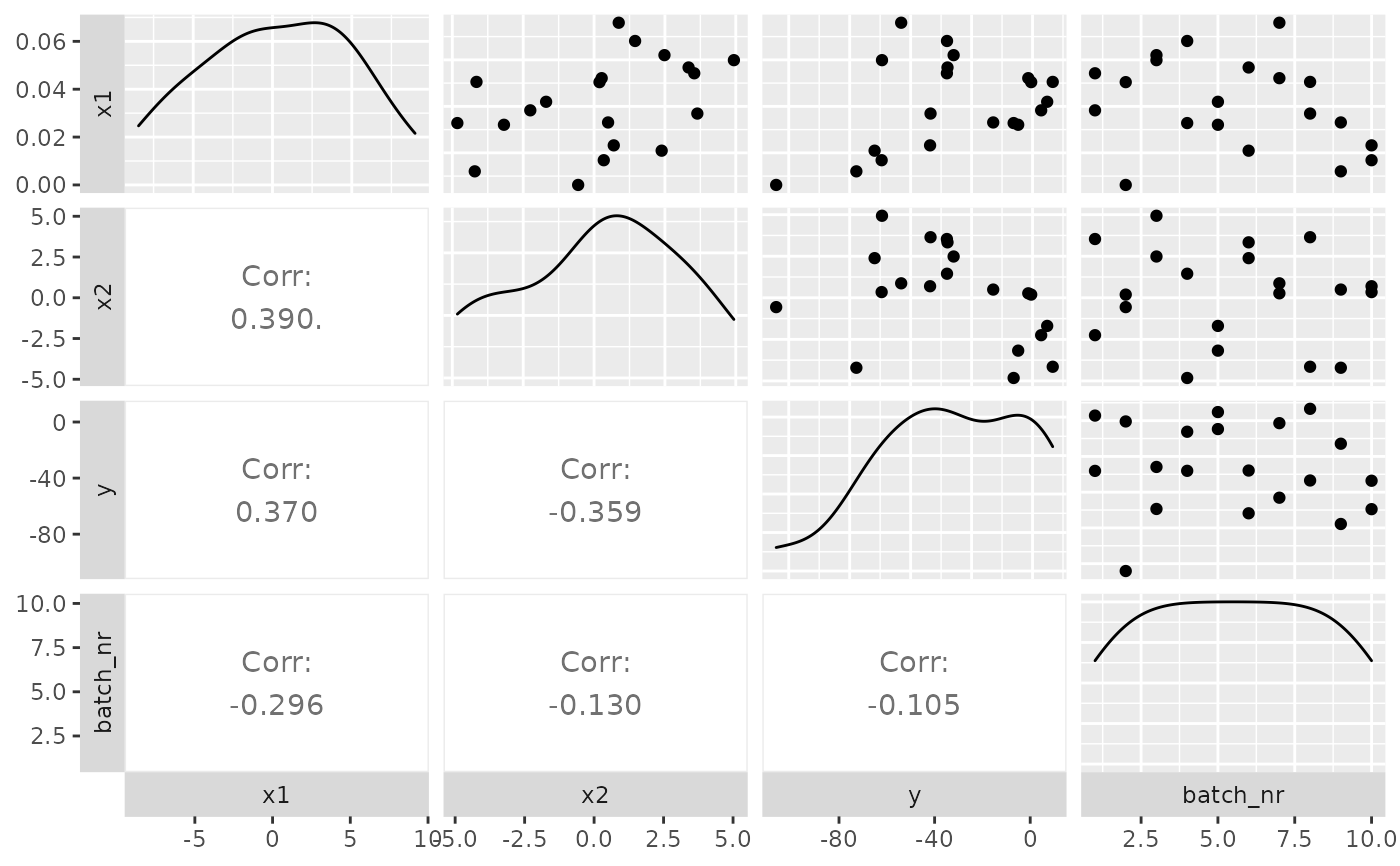 0.06
0.04
0.02
0.00
x1
5.0
2.5
0.0
-2.5
-5.0
x2
Corr:
0.390.
0
-40
-80
y
Corr:
0.370
Corr:
-0.359
10.0
7.5
5.0
2.5
batch_nr
Corr:
-0.296
Corr:
-0.130
Corr:
-0.105
x1 x2 y batch_nr
-5 0 5 10 -5.0 -2.5 0.0 2.5 5.0 -80 -40 0 2.5 5.0 7.5 10.0